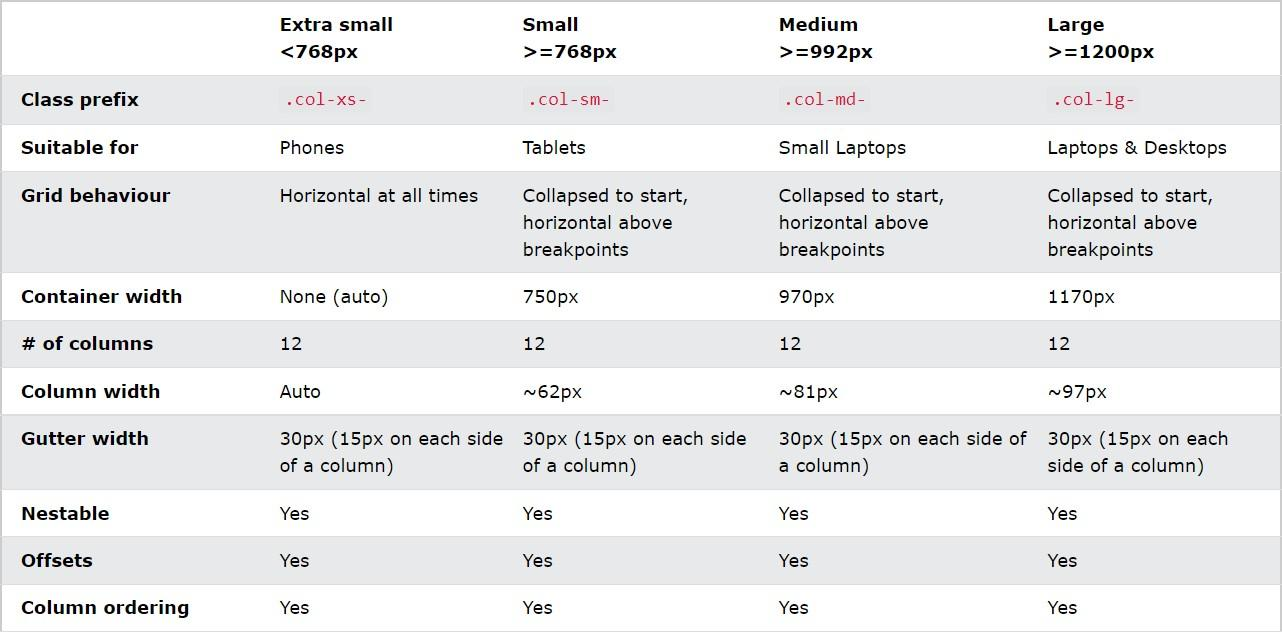 Extra small Small Medium Large
<768px >=768px >=992px >=1200px
Class prefix .col-xs- .col-sm- .col-md- .col-lg-
Suitable for Phones Tablets Small Laptops Laptops & Desktops
Grid behaviour Horizontal at all times Collapsed to start, Collapsed to start, Collapsed to start,
horizontal above horizontal above horizontal above
breakpoints breakpoints breakpoints
Container width None (auto) 750px 970px 1170px
# of columns 12 12 12 12
Column width Auto ~62px ~81px ~97px
Gutter width 30px (15px on each side 30px (15px on each side 30px (15px on each side of 30px (15px on each
of a column) of a column) a column) side of a column)
Nestable Yes Yes Yes Yes
Offsets Yes Yes Yes Yes
Column ordering Yes Yes Yes Yes